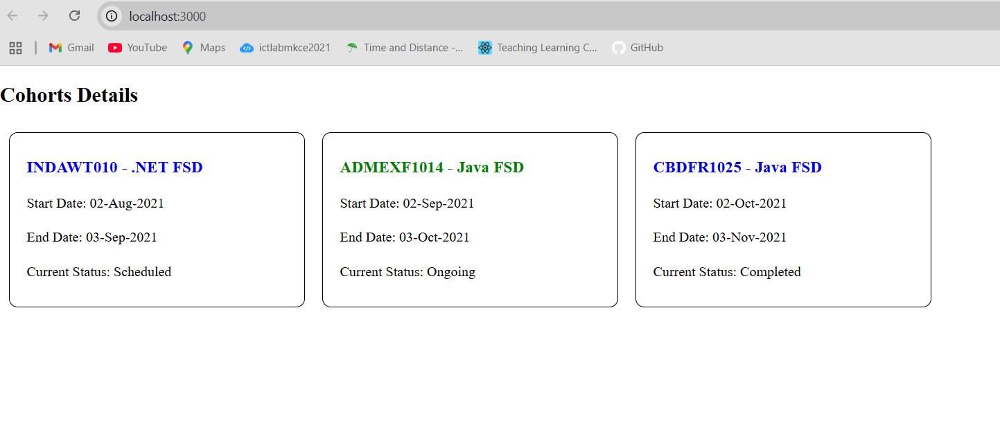 localhost:3000
Gmail YouTube Maps ictlabmkce2021 Time and Distance -... Teaching Learning C... GitHub
Cohorts Details
INDAWT010 - .NET FSD
Start Date: 02-Aug-2021
End Date: 03-Sep-2021
Current Status: Scheduled
ADMEXF1014 - Java FSD
Start Date: 02-Sep-2021
End Date: 03-Oct-2021
Current Status: Ongoing
CBDFR1025 - Java FSD
Start Date: 02-Oct-2021
End Date: 03-Nov-2021
Current Status: Completed